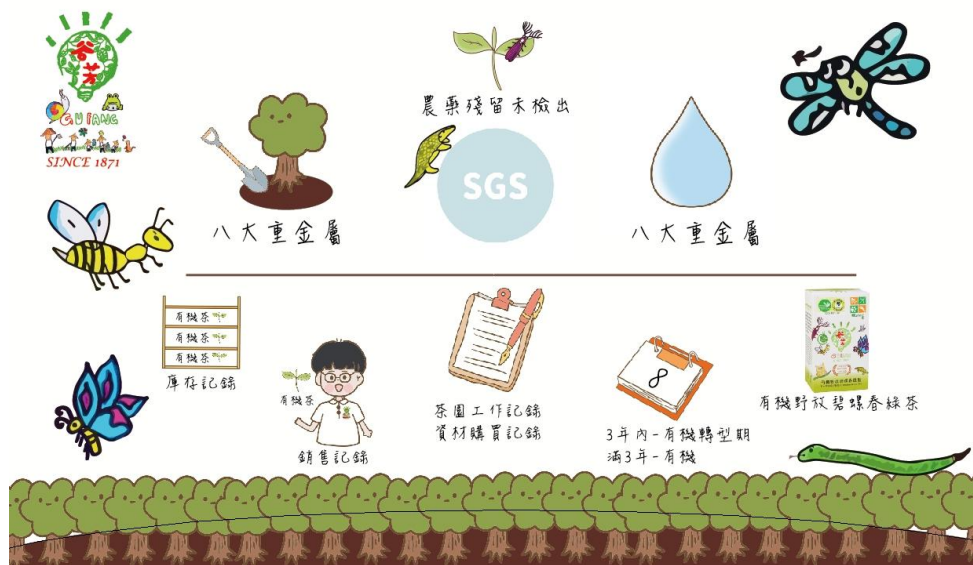 谷芳
GU FANG
SINCE 1871
農藥殘留未檢出
SGS
八大重金屬
八大重金屬
有機茶
有機茶
有機茶
庫存記錄
有機茶
銷售記錄
茶園工作記錄
資材購買記錄
8
3年內-有機轉型期
滿3年-有機
有機野放碧螺春綠茶